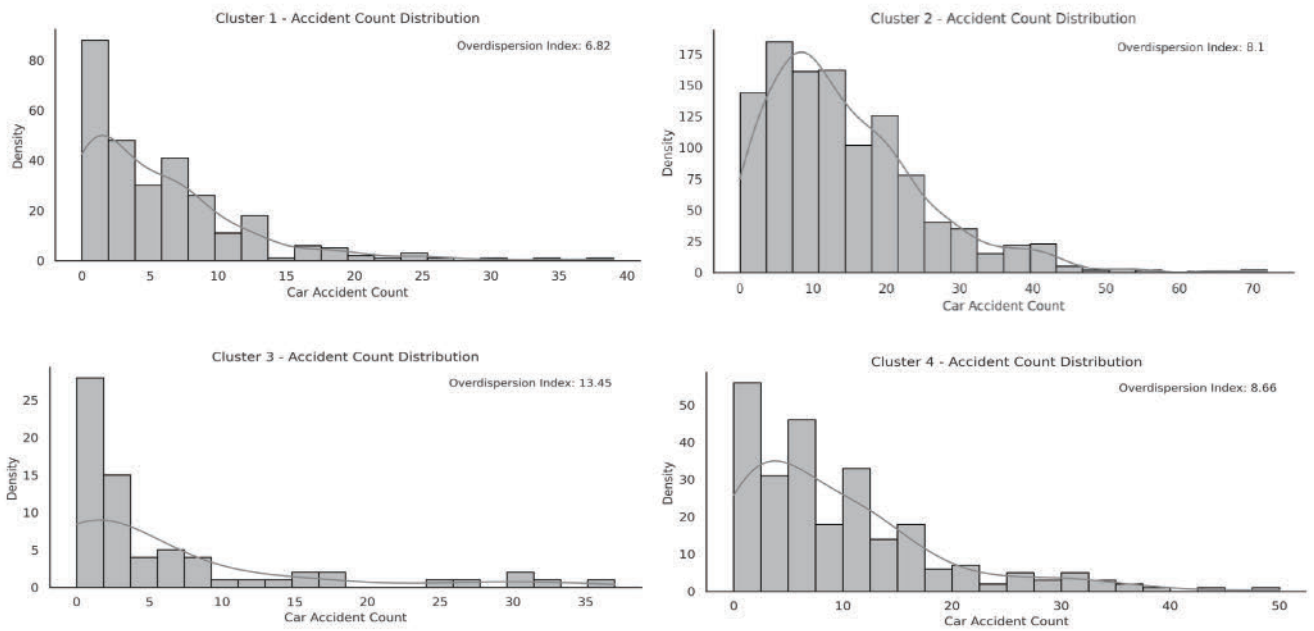 Cluster 1 - Accident Count Distribution
Overdispersion Index: 6.82
Density
80
60
40
20
0
0 5 10 15 20 25 30 35 40
Car Accident Count
Cluster 2 - Accident Count Distribution
Overdispersion Index: 8.1
Density
175
150
125
100
75
50
25
0
0 10 20 30 40 50 60 70
Car Accident Count
Cluster 3 - Accident Count Distribution
Overdispersion Index: 13.45
Density
25
20
15
10
5
0
0 5 10 15 20 25 30 35
Car Accident Count
Cluster 4 - Accident Count Distribution
Overdispersion Index: 8.66
Density
50
40
30
20
10
0
0 10 20 30 40 50
Car Accident Count